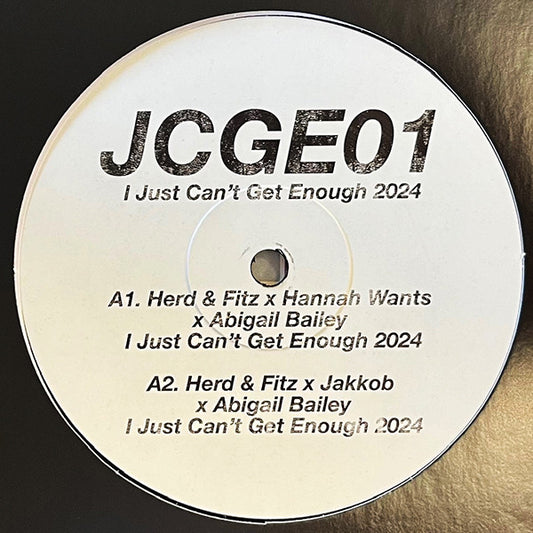 JCGE01
I Just Can't Get Enough 2024
A1. Herd & Fitz x Hannah Wants
x Abigail Bailey
I Just Can't Get Enough 2024
A2. Herd & Fitz x Jakkob
x Abigail Bailey
I Just Can't Get Enough 2024